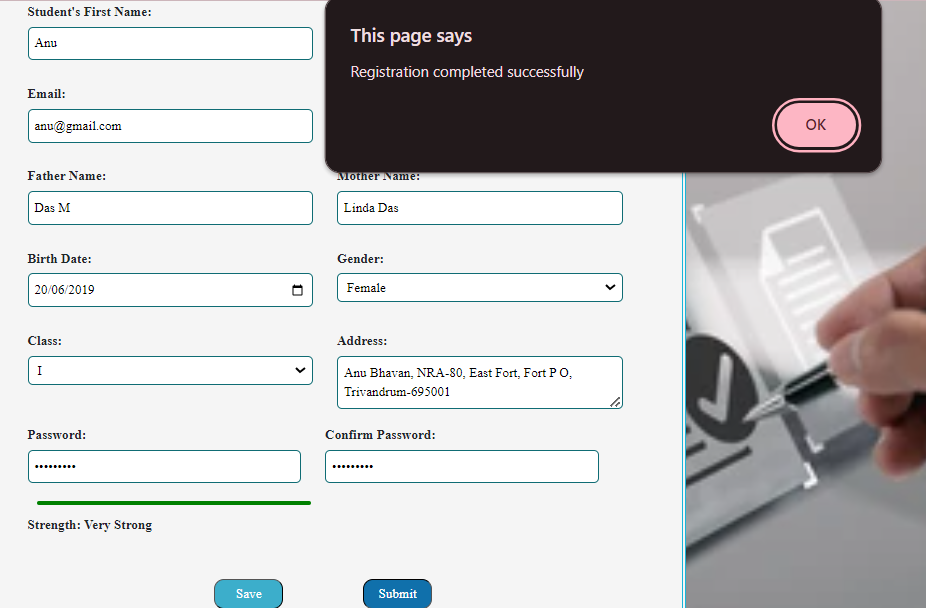 Student's First Name:
Anu
This page says
Registration completed successfully
OK
Email:
anu@gmail.com
Father Name:
Mother Name:
Das M
Linda Das
Birth Date:
Gender:
20/06/2019
Female
Class:
Address:
I
Anu Bhavan, NRA-80, East Fort, Fort P O,
Trivandrum-695001
Password:
Confirm Password:
•••••••••
•••••••••
Strength: Very Strong
Save
Submit